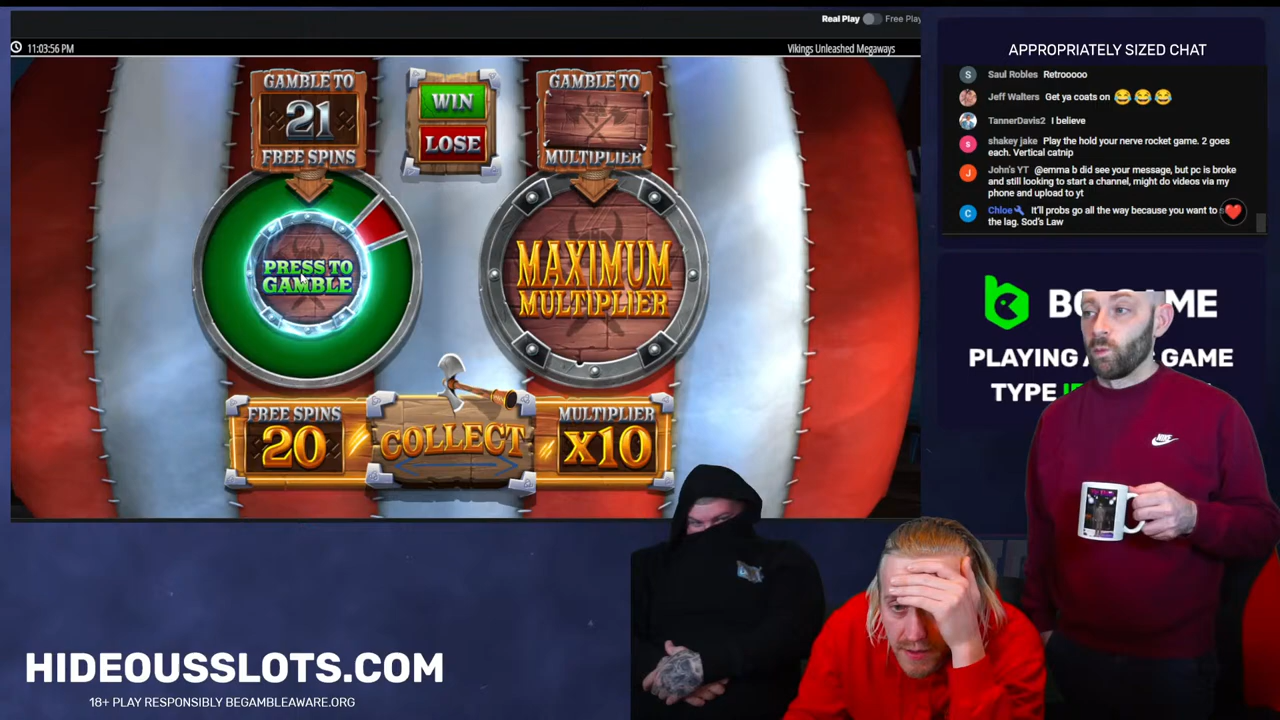 Real Play Free Play
11:03:56 PM
Vikings Unleashed Megaways
GAMBLE TO
21
FREE SPINS
WIN
LOSE
GAMBLE TO
MULTIPLIER
PRESS TO
GAMBLE
MAXIMUM
MULTIPLIER
FREE SPINS
20
COLLECT
MULTIPLIER
X10
APPROPRIATELY SIZED CHAT
S Saul Robles Retrooooo
Jeff Walters Get ya coats on 😂😂😂
TannerDavis2 I believe
s shakey jake Play the hold your nerve rocket game. 2 goes
each. Vertical catnip
J John's YT @emma b did see your message, but pc is broke
and still looking to start a channel, might do videos via my
phone and upload to yt
C Chloe It'll probs go all the way because you want to
the lag. Sod's Law
PLAYING GAME
TYPE
HIDEOUSSLOTS.COM
18+ PLAY RESPONSIBLY BEGAMBLEAWARE.ORG